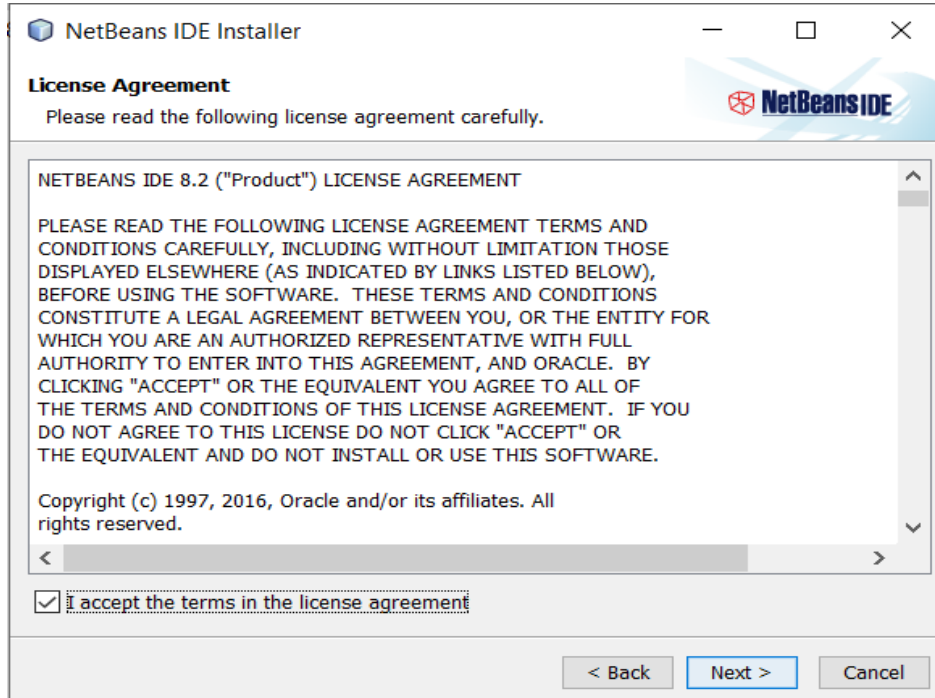 NetBeans IDE Installer
License Agreement
Please read the following license agreement carefully.
NetBeans IDE
NETBEANS IDE 8.2 ("Product") LICENSE AGREEMENT
PLEASE READ THE FOLLOWING LICENSE AGREEMENT TERMS AND
CONDITIONS CAREFULLY, INCLUDING WITHOUT LIMITATION THOSE
DISPLAYED ELSEWHERE (AS INDICATED BY LINKS LISTED BELOW),
BEFORE USING THE SOFTWARE.  THESE TERMS AND CONDITIONS
CONSTITUTE A LEGAL AGREEMENT BETWEEN YOU, OR THE ENTITY FOR
WHICH YOU ARE AN AUTHORIZED REPRESENTATIVE WITH FULL
AUTHORITY TO ENTER INTO THIS AGREEMENT, AND ORACLE.  BY
CLICKING "ACCEPT" OR THE EQUIVALENT YOU AGREE TO ALL OF
THE TERMS AND CONDITIONS OF THIS LICENSE AGREEMENT.  IF YOU
DO NOT AGREE TO THIS LICENSE DO NOT CLICK "ACCEPT" OR
THE EQUIVALENT AND DO NOT INSTALL OR USE THIS SOFTWARE.
Copyright (c) 1997, 2016, Oracle and/or its affiliates. All
rights reserved.
I accept the terms in the license agreement
< Back
Next >
Cancel